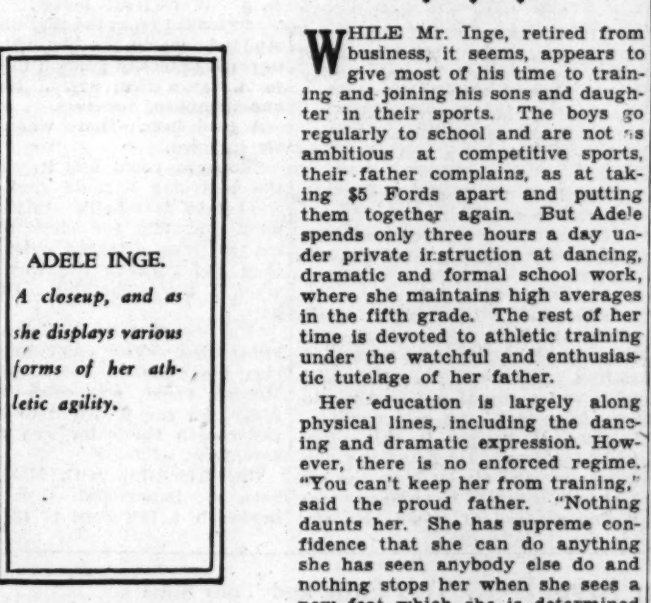 ADELE INGE.
A closeup, and as
she displays various
forms of her ath-
letic agility.
WHILE Mr. Inge, retired from
business, it seems, appears to
give most of his time to train-
ing and joining his sons and daugh-
ter in their sports. The boys go
regularly to school and are not as
ambitious at competitive sports,
their father complains, as at tak-
ing $5 Fords apart and putting
them together again. But Adele
spends only three hours a day un-
der private instruction at dancing,
dramatic and formal school work,
where she maintains high averages
in the fifth grade. The rest of her
time is devoted to athletic training
under the watchful and enthusias-
tic tutelage of her father.
Her education is largely along
physical lines, including the danc-
ing and dramatic expression. How-
ever, there is no enforced regime.
"You can't keep her from training,"
said the proud father. "Nothing
daunts her. She has supreme con-
fidence that she can do anything
she has seen anybody else do and
nothing stops her when she sees a
new feat which she is determined